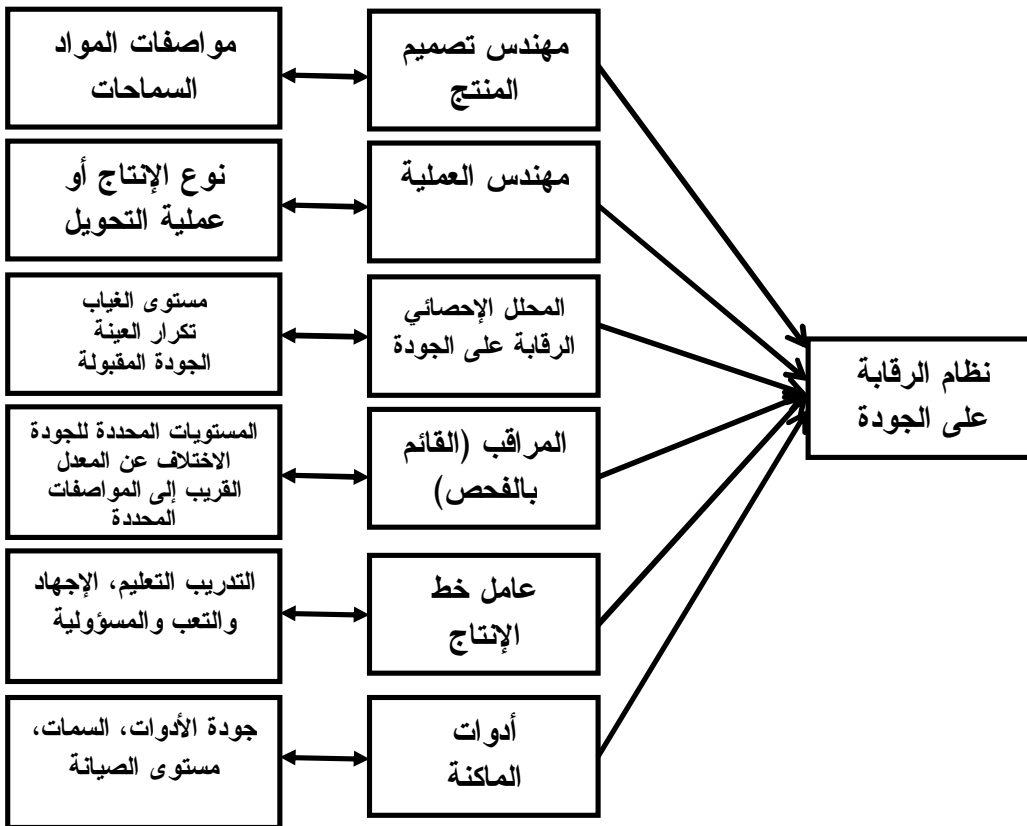 مواصفات المواد
السماحات
مهندس تصميم
المنتج
نوع الإنتاج أو
عملية التحويل
مهندس العملية
مستوى الغياب
تكرار العينة
الجودة المقبولة
المحلل الإحصائي
الرقابة على الجودة
نظام الرقابة
على الجودة
المستويات المحددة للجودة
الاختلاف عن المعدل
القريب إلى المواصفات
المحددة
المراقب (القائم
بالفحص)
التدريب التعليم، الإجهاد
والتعب والمسؤولية
عامل خط
الإنتاج
جودة الأدوات، السمات،
مستوى الصيانة
أدوات
الماكنة